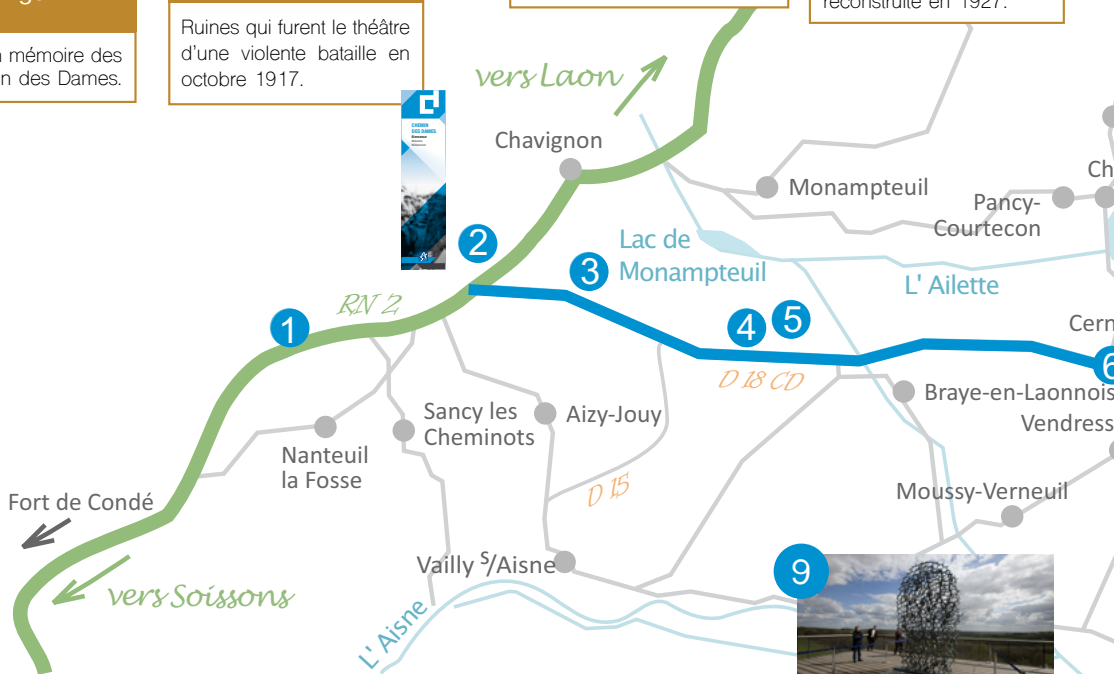 n mémoire des
n des Dames.
Ruines qui furent le théâtre
d'une violente bataille en
octobre 1917.
reconstruite en 1927.
vers Laon
CHEMIN
DES DAMES
Chavignon
Monampteuil
Ch
Pancy-
Courtecon
2
Lac de
Monampteuil
3
L' Ailette
RN 2
1
4
5
Cern
6
D 18 CD
Braye-en-Laonnois
Vendress
Sancy les
Cheminots
Aizy-Jouy
Nanteuil
la Fosse
D 15
Moussy-Verneuil
Fort de Condé
Vailly S/Aisne
9
vers Soissons
L' Aisne